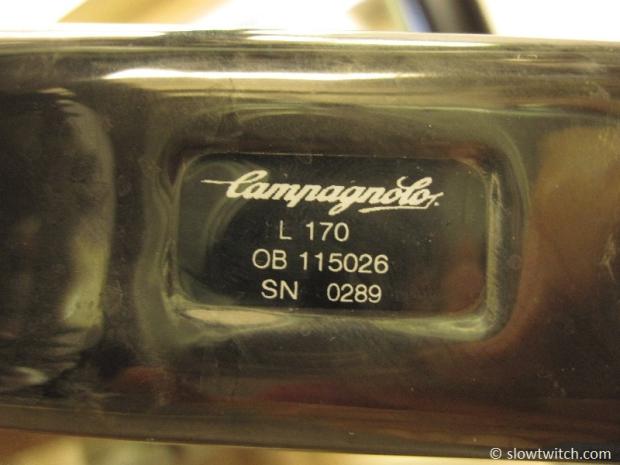 Campagnolo
L 170
OB 115026
SN 0289
© slowtwitch.com